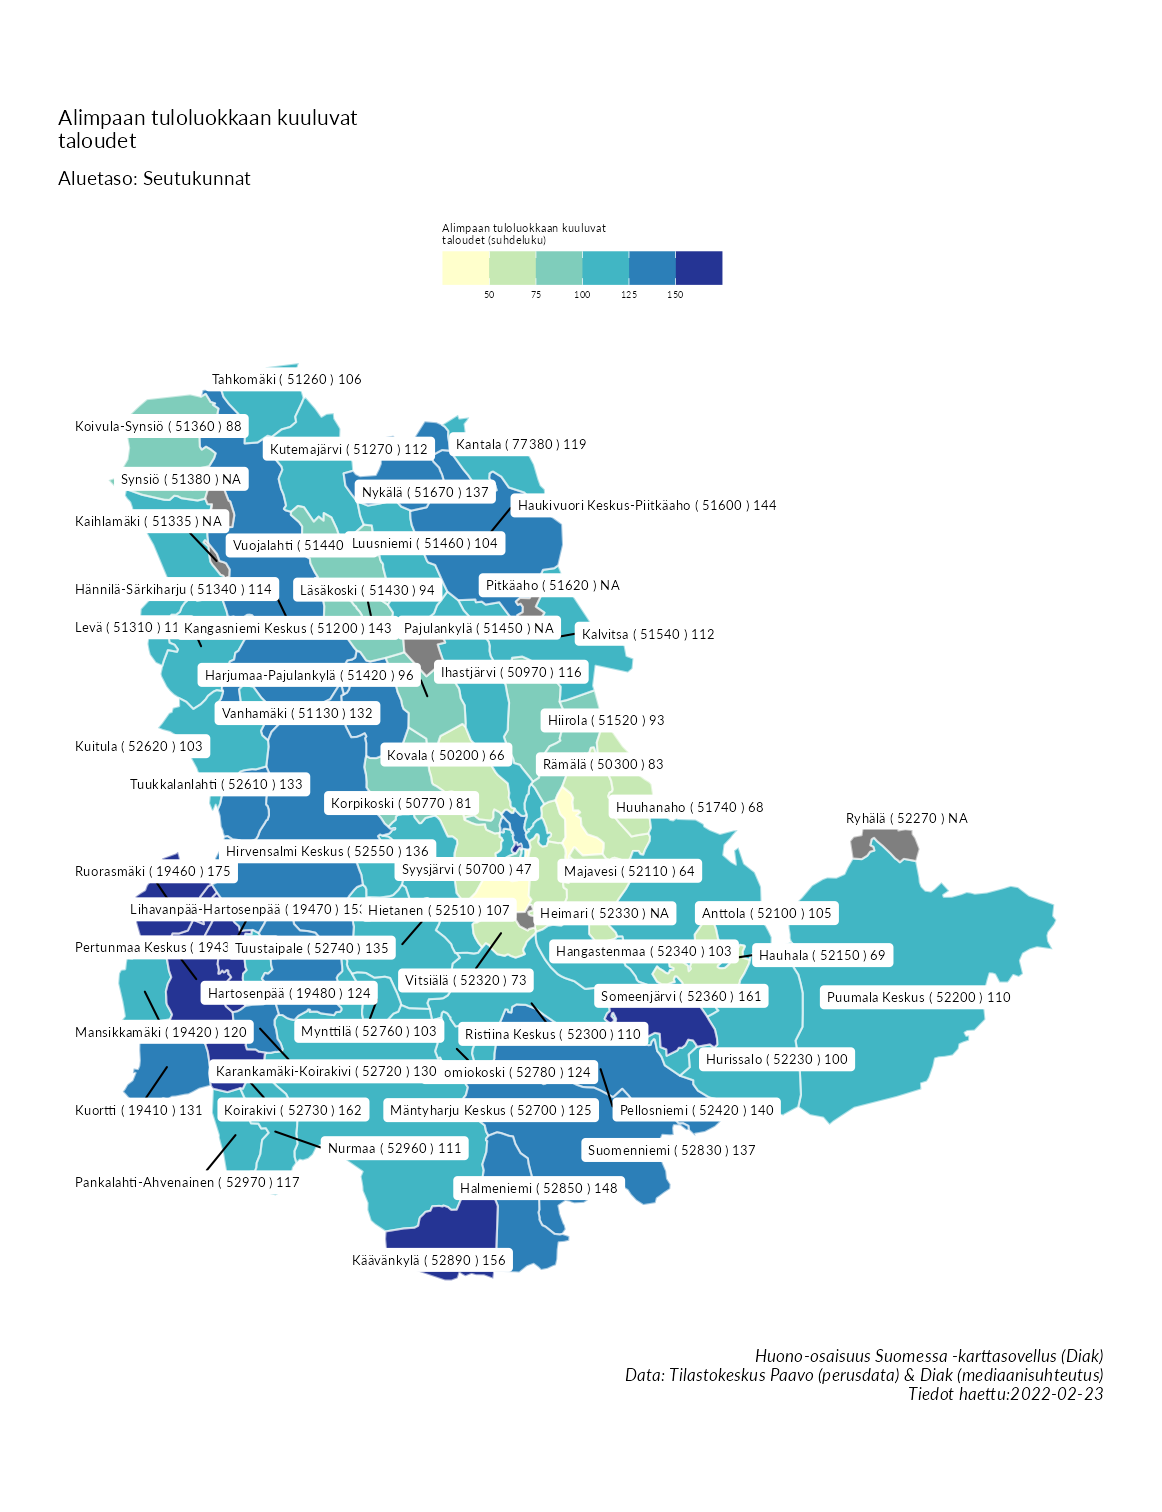 Alimpaan tuloluokkaan kuuluvat
taloudet
Aluetaso: Seutukunnat
Alimpaan tuloluokkaan kuuluvat
taloudet (suhdeluku)
50 75 100 125 150
Tahkomäki ( 51260 ) 106
Koivula-Synsiö ( 51360 ) 88
Kutemajärvi ( 51270 ) 112
Kantala ( 77380 ) 119
Synsiö ( 51380 ) NA
Nykälä ( 51670 ) 137
Haukivuori Keskus-Piitkäaho ( 51600 ) 144
Kaihlamäki ( 51335 ) NA
Vuojalahti ( 51440
Luusniemi ( 51460 ) 104
Hännilä-Särkiharju ( 51340 ) 114
Läsäkoski ( 51430 ) 94
Pitkäaho ( 51620 ) NA
Levä ( 51310 ) 11
Kangasniemi Keskus ( 51200 ) 143
Pajulankylä ( 51450 ) NA
Kalvitsa ( 51540 ) 112
Harjumaa-Pajulankylä ( 51420 ) 96
Ihastjärvi ( 50970 ) 116
Vanhamäki ( 51130 ) 132
Hiirola ( 51520 ) 93
Kuitula ( 52620 ) 103
Kovala ( 50200 ) 66
Rämälä ( 50300 ) 83
Tuukkalanlahti ( 52610 ) 133
Korpikoski ( 50770 ) 81
Huuhanaho ( 51740 ) 68
Ryhälä ( 52270 ) NA
Hirvensalmi Keskus ( 52550 ) 136
Ruorasmäki ( 19460 ) 175
Syysjärvi ( 50700 ) 47
Majavesi ( 52110 ) 64
Lihavanpää-Hartosenpää ( 19470 ) 15
Hietanen ( 52510 ) 107
Heimari ( 52330 ) NA
Anttola ( 52100 ) 105
Pertunmaa Keskus ( 1943
Tuustaipale ( 52740 ) 135
Hangastenmaa ( 52340 ) 103
Hauhala ( 52150 ) 69
Vitsiälä ( 52320 ) 73
Hartosenpää ( 19480 ) 124
Someenjärvi ( 52360 ) 161
Puumala Keskus ( 52200 ) 110
Mansikkamäki ( 19420 ) 120
Mynttilä ( 52760 ) 103
Ristiina Keskus ( 52300 ) 110
Hurissalo ( 52230 ) 100
Karankamäki-Koirakivi ( 52720 ) 130
omiokoski ( 52780 ) 124
Kuortti ( 19410 ) 131
Koirakivi ( 52730 ) 162
Mäntyharju Keskus ( 52700 ) 125
Pellosniemi ( 52420 ) 140
Nurmaa ( 52960 ) 111
Suomenniemi ( 52830 ) 137
Pankalahti-Ahvenainen ( 52970 ) 117
Halmeniemi ( 52850 ) 148
Käävänkylä ( 52890 ) 156
Huono-osaisuus Suomessa -karttasovellus (Diak)
Data: Tilastokeskus Paavo (perusdata) & Diak (mediaanisuhteutus)
Tiedot haettu:2022-02-23